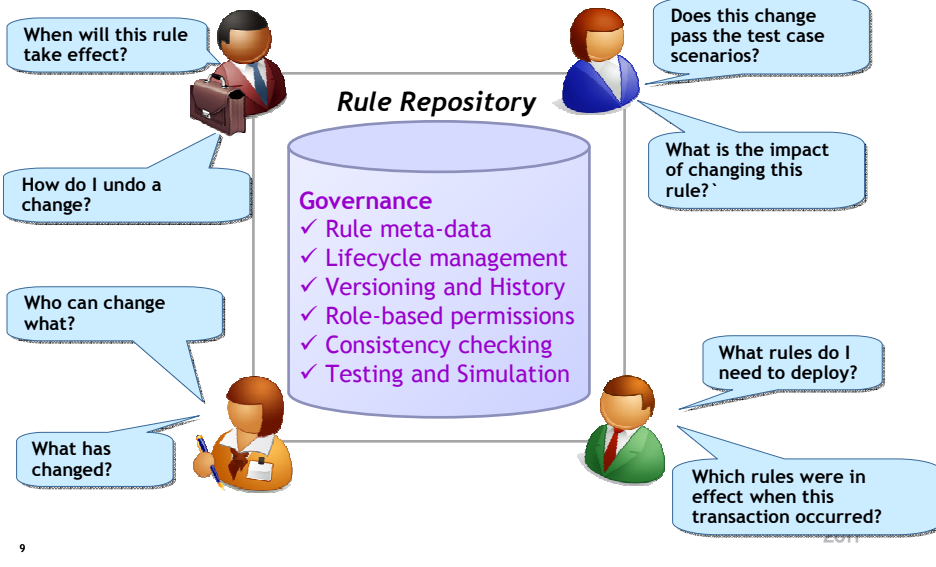 When will this rule
take effect?
Does this change
pass the test case
scenarios?
Rule Repository
How do I undo a
change?
What is the impact
of changing this
rule?`
Governance
✓ Rule meta-data
✓ Lifecycle management
✓ Versioning and History
✓ Role-based permissions
✓ Consistency checking
✓ Testing and Simulation
Who can change
what?
What rules do I
need to deploy?
What has
changed?
Which rules were in
effect when this
transaction occurred?
9